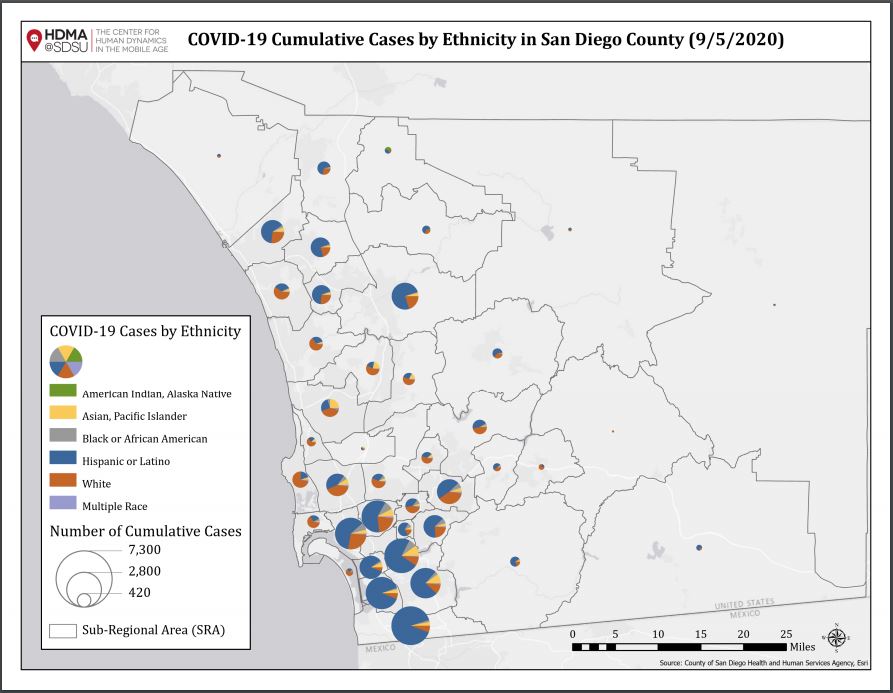 HDMA
@SDSU
THE CENTER FOR
HUMAN DYNAMICS
IN THE MOBILE AGE
COVID-19 Cumulative Cases by Ethnicity in San Diego County (9/5/2020)
COVID-19 Cases by Ethnicity
American Indian, Alaska Native
Asian, Pacific Islander
Black or African American
Hispanic or Latino
White
Multiple Race
Number of Cumulative Cases
7,300
2,800
420
Sub-Regional Area (SRA)
UNITED STATES
MEXICO
MEXICO
0 5 10 15 20 25
Miles
N
W E
S
Source: County of San Diego Health and Human Services Agency, Esri